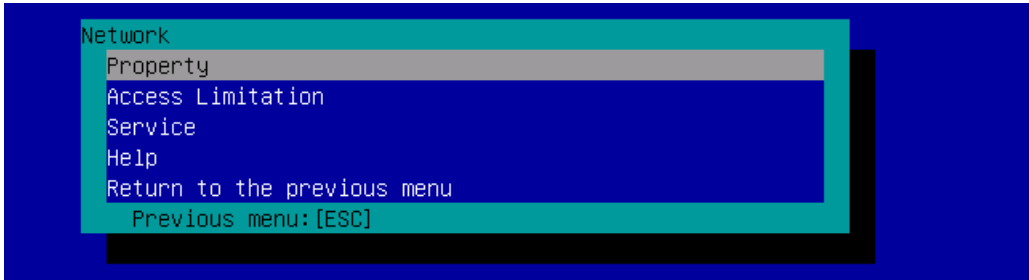 Network
Property
Access Limitation
Service
Help
Return to the previous menu
Previous menu:[ESC]